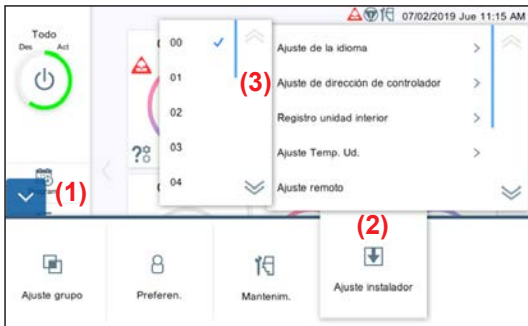 07/02/2019 Jue 11:15 AM
Todo
Des Act
00
01
02
03
04
(3)
Ajuste de la idioma
Ajuste de dirección de controlador
Registro unidad interior
Ajuste Temp. Ud.
Ajuste remoto
(1)
(2)
Ajuste grupo
Preferen.
Mantenim.
Ajuste instalador